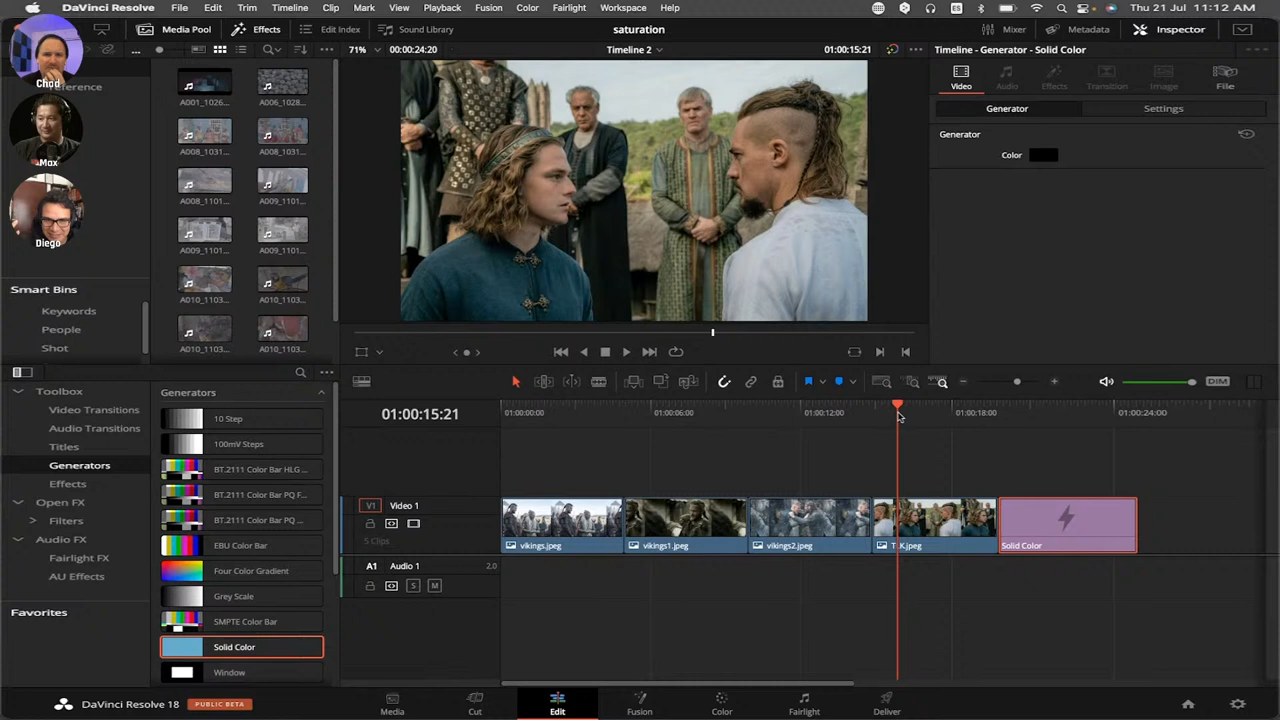 DaVinci Resolve File Edit Trim Timeline Clip Mark View Playback Fusion Color Fairlight Workspace Help
ES
Thu 21 Jul 11:12 AM
Media Pool
Effects
Edit Index
Sound Library
saturation
Mixer
Metadata
Inspector
71%
00:00:24:20
Timeline 2
01:00:15:21
Timeline - Generator - Solid Color
Video
Audio
Effects
Transition
Image
File
Generator
Settings
Generator
Color
Chad
Max
Diego
A001_1026...
A006_1028...
A008_1031...
A008_1031...
A008_1101...
A009_1101...
A009_1101...
A009_1101...
A010_1103...
A010_1103...
A010_1103...
A010_1103...
Smart Bins
Keywords
People
Shot
Toolbox
Video Transitions
Audio Transitions
Titles
Generators
Effects
Open FX
Filters
Audio FX
Fairlight FX
AU Effects
Favorites
Generators
10 Step
100mV Steps
BT.2111 Color Bar HLG ...
BT.2111 Color Bar PQ F...
BT.2111 Color Bar PQ ...
EBU Color Bar
Four Color Gradient
Grey Scale
SMPTE Color Bar
Solid Color
Window
DIM
01:00:15:21
01:00:00:00
01:00:06:00
01:00:12:00
01:00:18:00
01:00:24:00
V1
Video 1
5 Clips
vikings.jpeg
vikings1.jpeg
vikings2.jpeg
Solid Color
A1
Audio 1
2.0
S
M
DaVinci Resolve 18
PUBLIC BETA
Media
Cut
Edit
Fusion
Color
Fairlight
Deliver